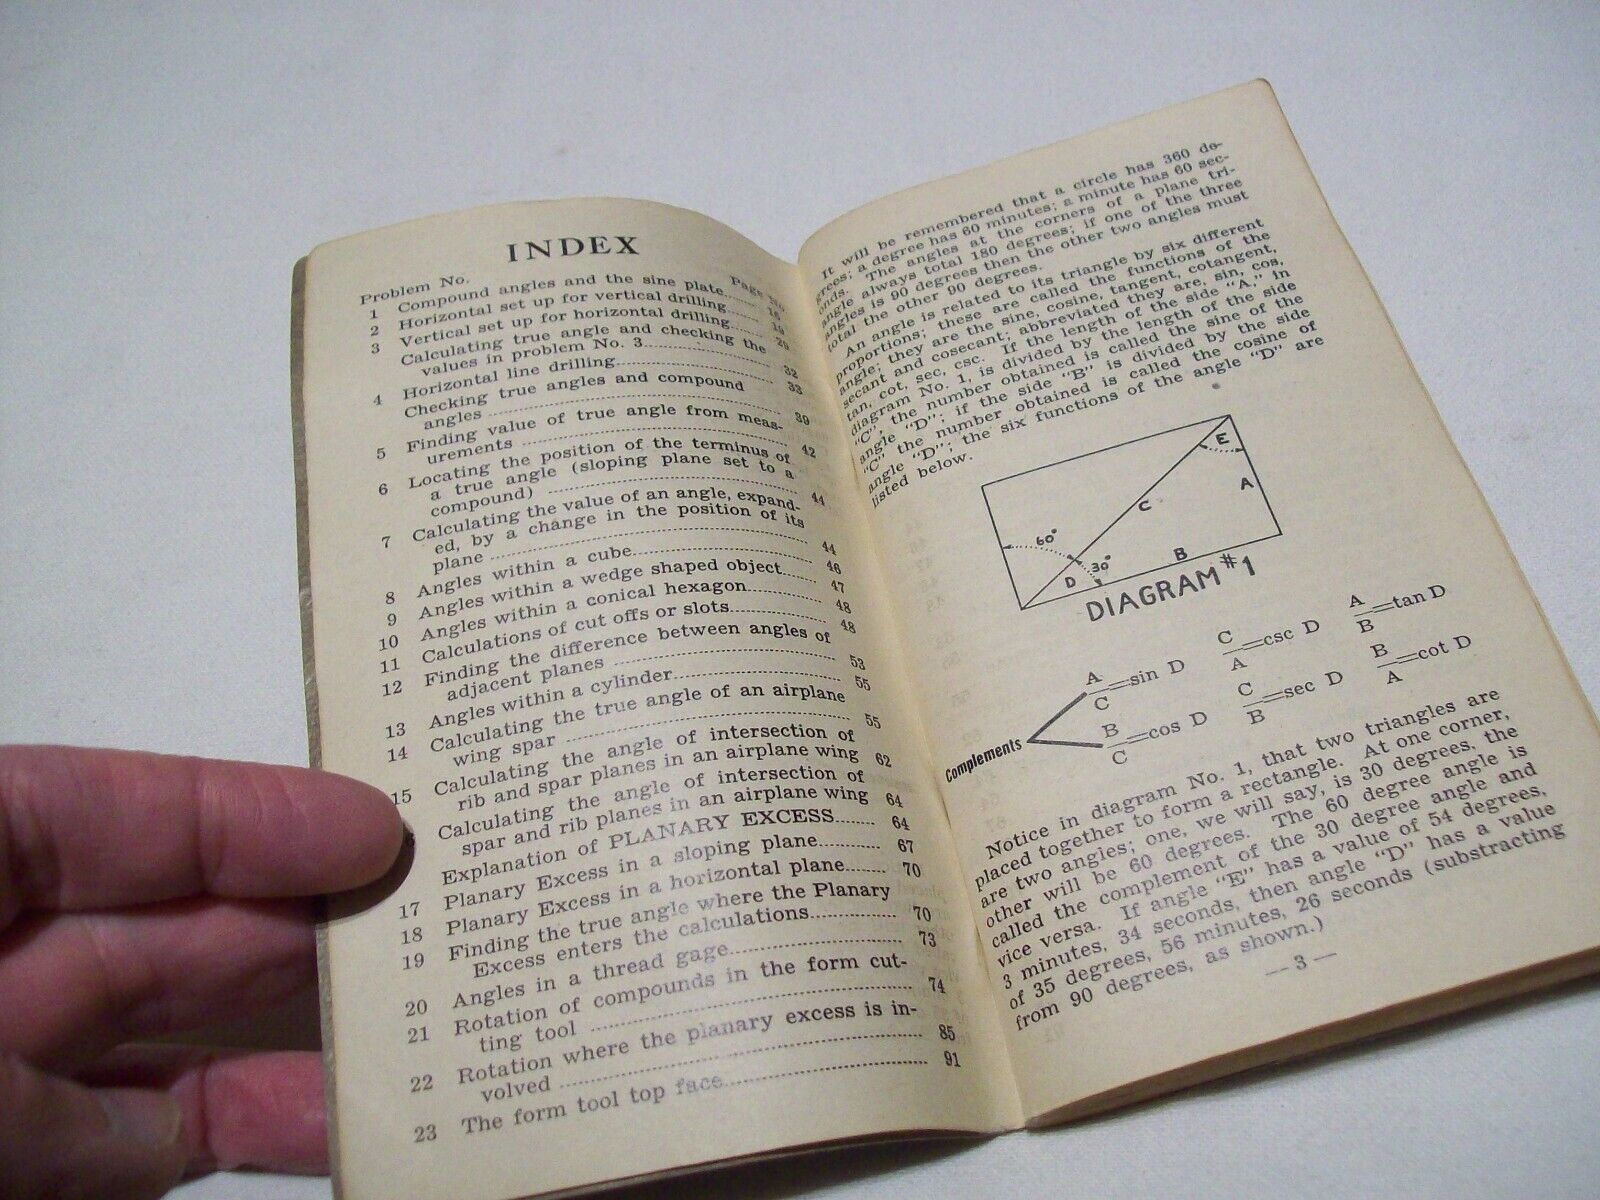 INDEX
Problem No. Page No.
1 Compound angles and the sine plate........ 16
2 Horizontal set up for vertical drilling........ 19
3 Vertical set up for horizontal drilling........ 29
Calculating true angle and checking the
values in problem No. 3........ 32
4 Horizontal line drilling........ 33
Checking true angles and compound
angles ........ 39
5 Finding value of true angle from meas-
urements ........ 42
6 Locating the position of the terminus of
a true angle (sloping plane set to a
compound) ........ 44
7 Calculating the value of an angle, expand-
ed, by a change in the position of its
plane ........ 44
8 Angles within a cube........ 46
9 Angles within a wedge shaped object........ 47
10 Angles within a conical hexagon........ 48
11 Calculations of cut offs or slots........ 48
12 Finding the difference between angles of
adjacent planes ........ 53
13 Angles within a cylinder........ 55
14 Calculating the true angle of an airplane
wing spar ........ 55
15 Calculating the angle of intersection of
rib and spar planes in an airplane wing 62
Calculating the angle of intersection of
spar and rib planes in an airplane wing 64
Explanation of PLANARY EXCESS........ 64
17 Planary Excess in a sloping plane........ 67
18 Planary Excess in a horizontal plane........ 70
19 Finding the true angle where the Planary
Excess enters the calculations........ 70
20 Angles in a thread gage........ 73
21 Rotation of compounds in the form cut-
ting tool ........ 74
22 Rotation where the planary excess is in-
volved ........ 85
23 The form tool top face........ 91
It will be remembered that a circle has 360 de-
grees; a degree has 60 minutes; a minute has 60 sec-
onds. The angles at the corners of a plane tri-
angle always total 180 degrees; if one of the three
angles is 90 degrees then the other two angles must
total the other 90 degrees.
An angle is related to its triangle by six different
proportions; these are called the functions of the
angle; they are the sine, cosine, tangent, cotangent,
secant and cosecant; abbreviated they are, sin, cos,
tan, cot, sec, csc. If the length of the side "A," in
diagram No. 1, is divided by the length of the side
"C", the number obtained is called the sine of the
angle "D"; if the side "B" is divided by the side
"C" the number obtained is called the cosine of
angle "D"; the six functions of the angle "D" are
listed below.
E
A
C
60°
30°
B
D
DIAGRAM #1
A/C = sin D C/A = csc D A/B = tan D
B/C = cos D C/B = sec D B/A = cot D
Complements
Notice in diagram No. 1, that two triangles are
placed together to form a rectangle. At one corner,
are two angles; one, we will say, is 30 degrees, the
other will be 60 degrees. The 60 degree angle is
called the complement of the 30 degree angle and
vice versa. If angle "E" has a value of 54 degrees,
3 minutes, 34 seconds, then angle "D" has a value
of 35 degrees, 56 minutes, 26 seconds (substracting
from 90 degrees, as shown.)
— 3 —